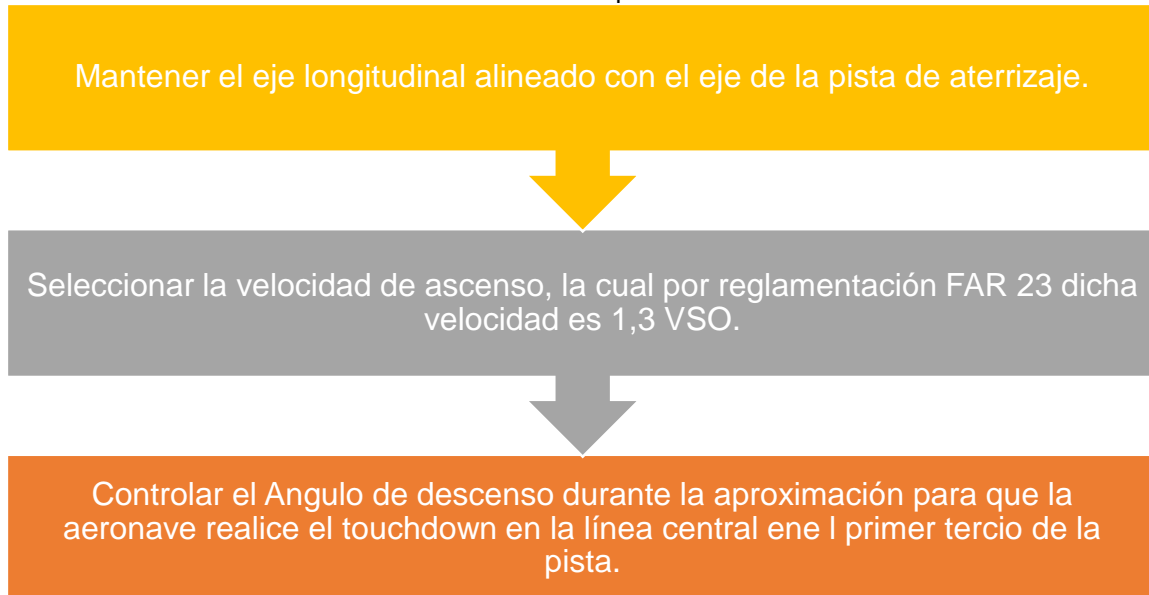 Mantener el eje longitudinal alineado con el eje de la pista de aterrizaje.
Seleccionar la velocidad de ascenso, la cual por reglamentación FAR 23 dicha
velocidad es 1,3 VSO.
Controlar el Angulo de descenso durante la aproximación para que la
aeronave realice el touchdown en la línea central ene l primer tercio de la
pista.